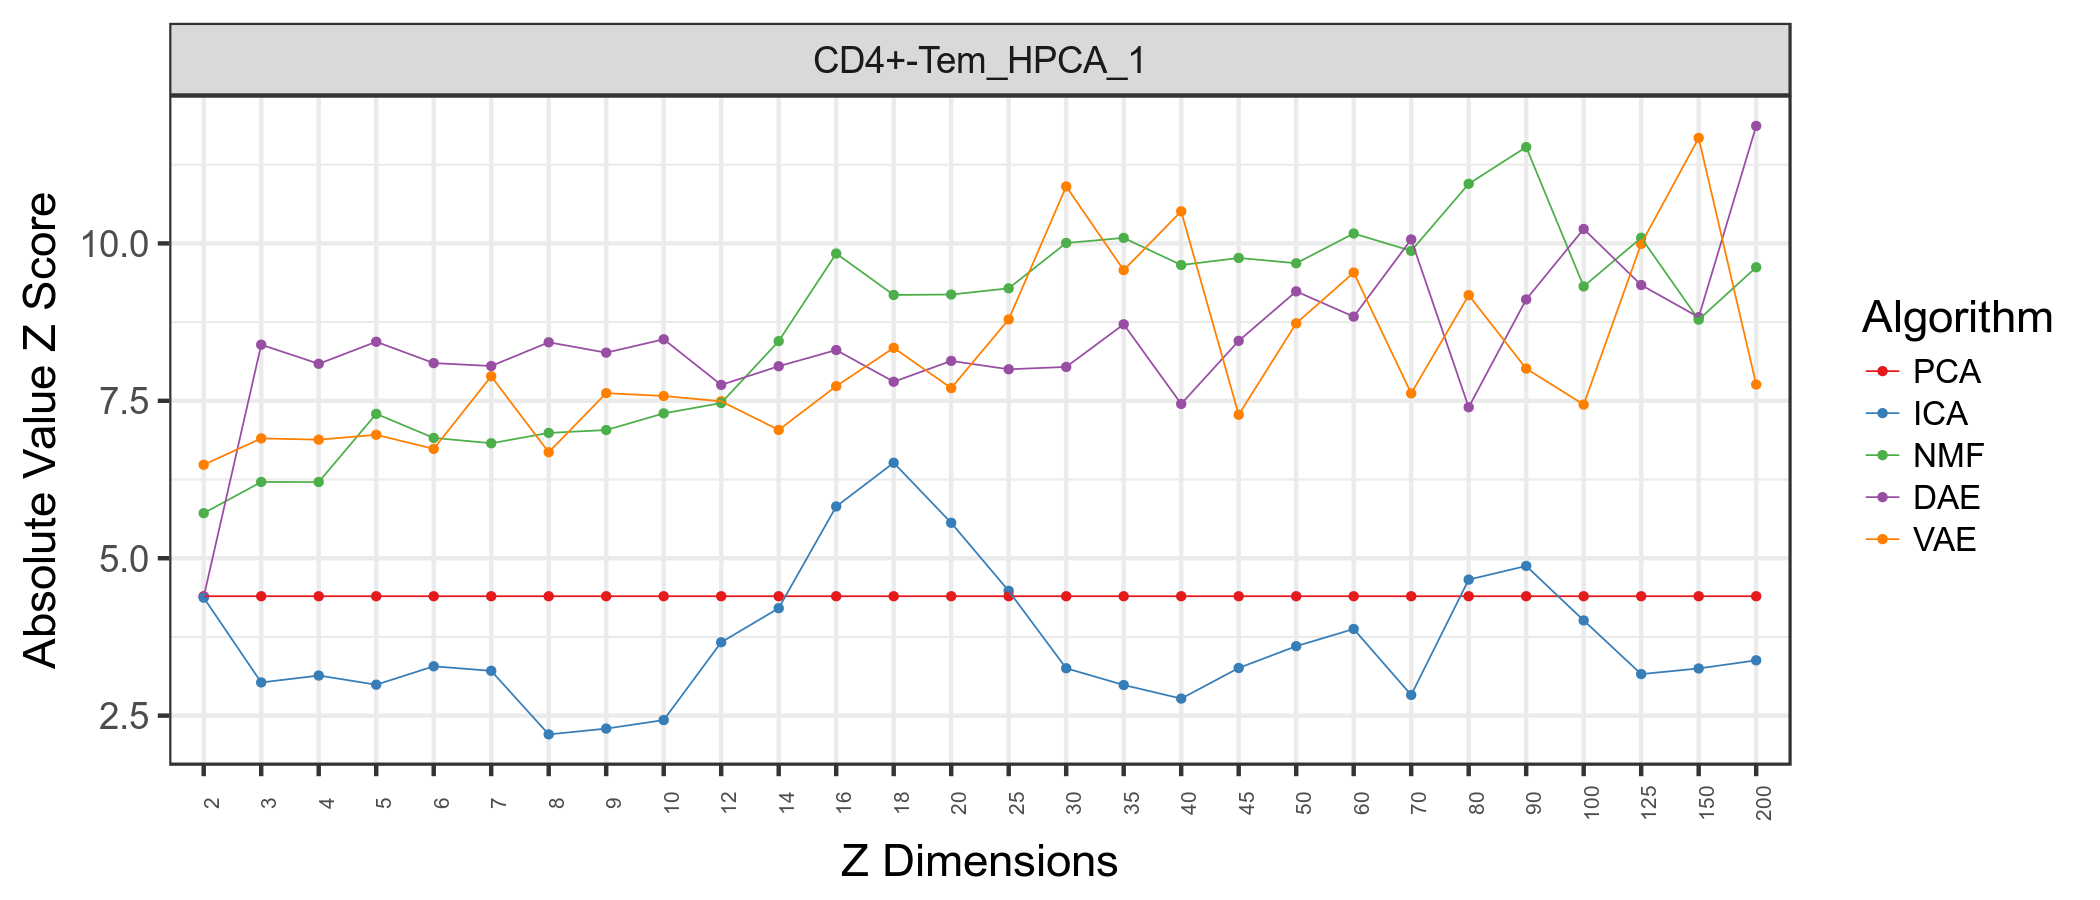 CD4+-Tem_HPCA_1
Absolute Value Z Score
10.0
7.5
5.0
2.5
2 3 4 5 6 7 8 9 10 12 14 16 18 20 25 30 35 40 45 50 60 70 80 90 100 125 150 200
Z Dimensions
Algorithm
PCA
ICA
NMF
DAE
VAE